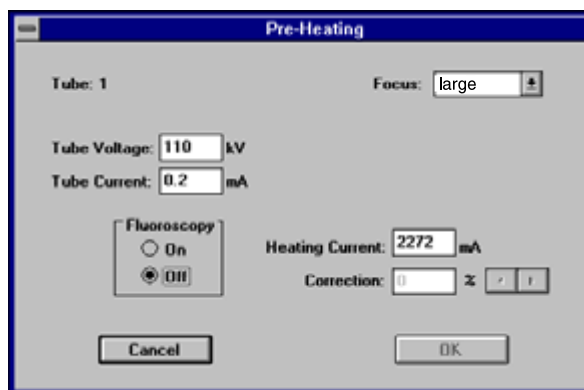 Pre-Heating
Tube: 1
Focus: large
Tube Voltage: 110 kV
Tube Current: 0.2 mA
Fluoroscopy
On
Off
Heating Current: 2272 mA
Correction: 0 %
Cancel
OK